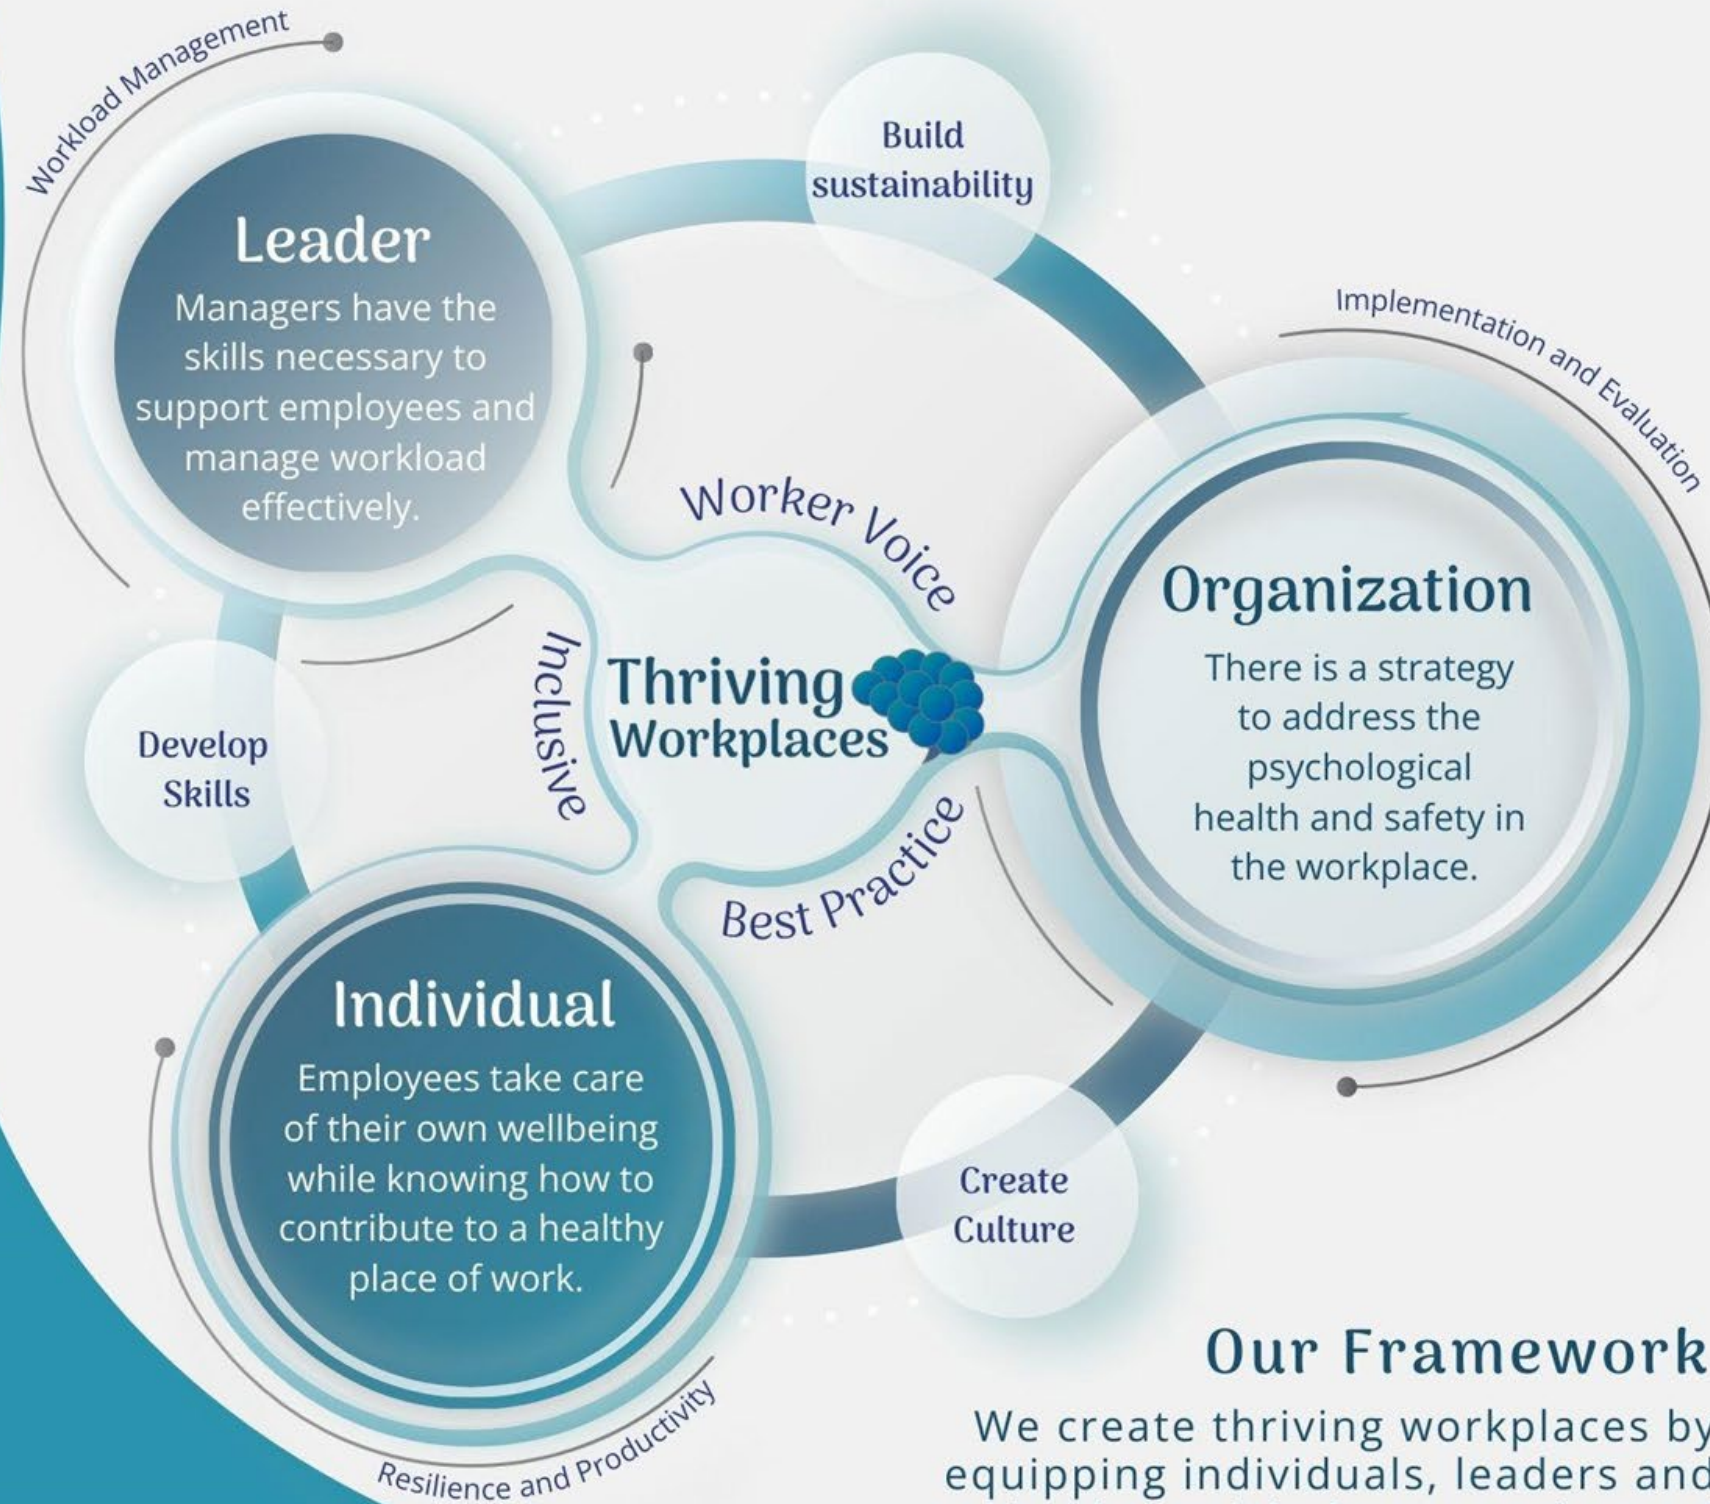 Workload Management
Leader
Managers have the
skills necessary to
support employees and
manage workload
effectively.
Build
sustainability
Implementation and Evaluation
Organization
There is a strategy
to address the
psychological
health and safety in
the workplace.
Worker Voice
Inclusive
Thriving
Workplaces
Best Practice
Develop
Skills
Individual
Employees take care
of their own wellbeing
while knowing how to
contribute to a healthy
place of work.
Resilience and Productivity
Create
Culture
Our Framework
We create thriving workplaces by
equipping individuals, leaders and